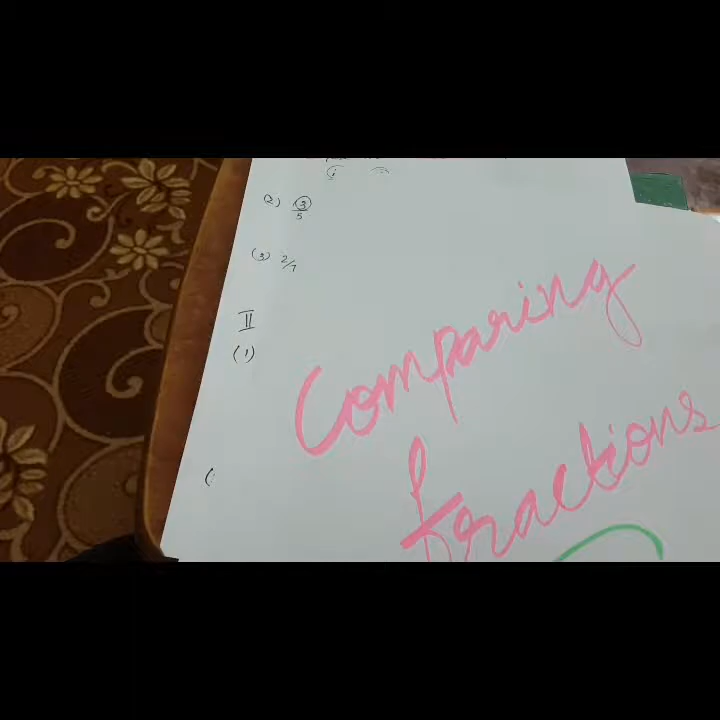 2) 3/5
(3) 2/7
II
(1)
(
Comparing
fractions